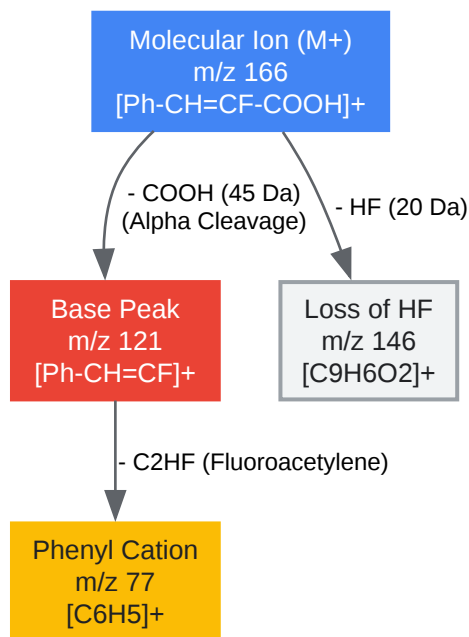 Molecular Ion (M+)
m/z 166
[Ph-CH=CF-COOH]+
- COOH (45 Da)
(Alpha Cleavage)
- HF (20 Da)
Base Peak
m/z 121
[Ph-CH=CF]+
Loss of HF
m/z 146
[C9H6O2]+
- C2HF (Fluoroacetylene)
Phenyl Cation
m/z 77
[C6H5]+